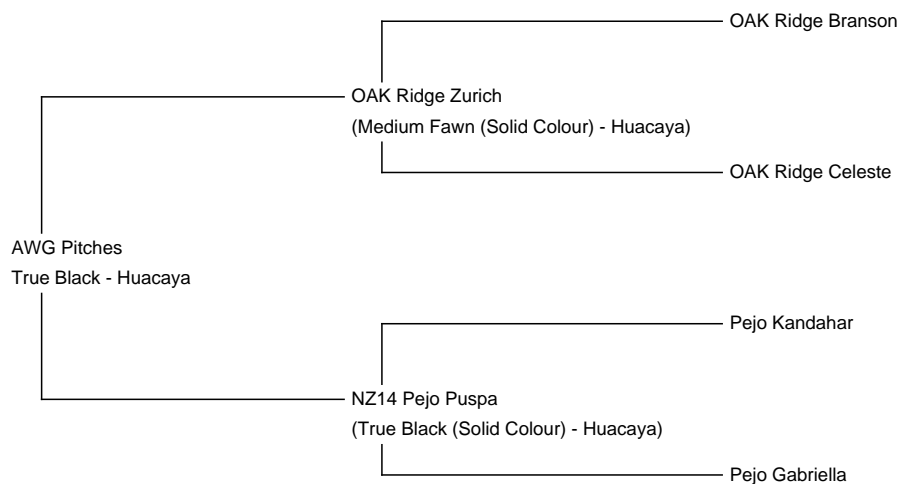 OAK Ridge Branson
OAK Ridge Zurich
(Medium Fawn (Solid Colour) - Huacaya)
OAK Ridge Celeste
AWG Pitches
True Black - Huacaya
Pejo Kandahar
NZ14 Pejo Puspa
(True Black (Solid Colour) - Huacaya)
Pejo Gabriella